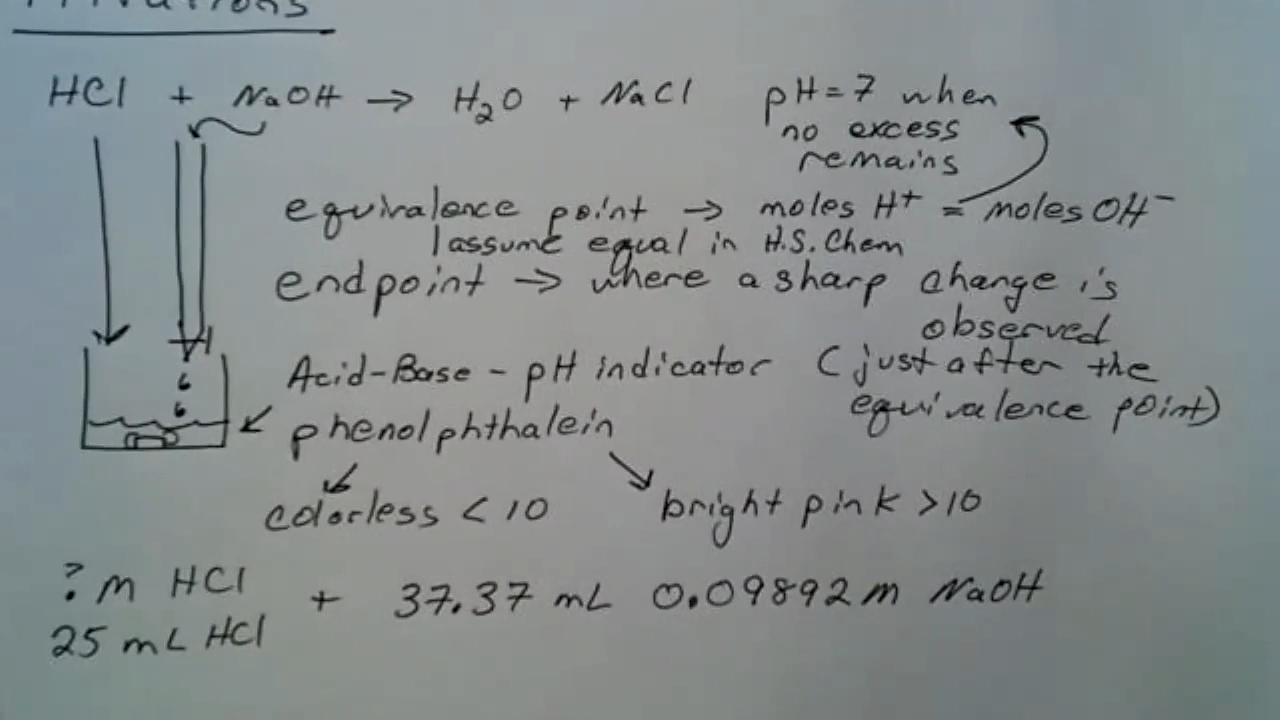 HCl + NaOH → H₂O + NaCl pH = 7 when
no excess
remains
equivalence point → moles H⁺ = moles OH⁻
assume equal in H.S. Chem
endpoint → where a sharp change is
observed
Acid-Base - pH indicator (just after the
equivalence point)
phenolphthalein
colorless < 10 bright pink > 10
? m HCl + 37.37 mL 0.09892 m NaOH
25 mL HCl